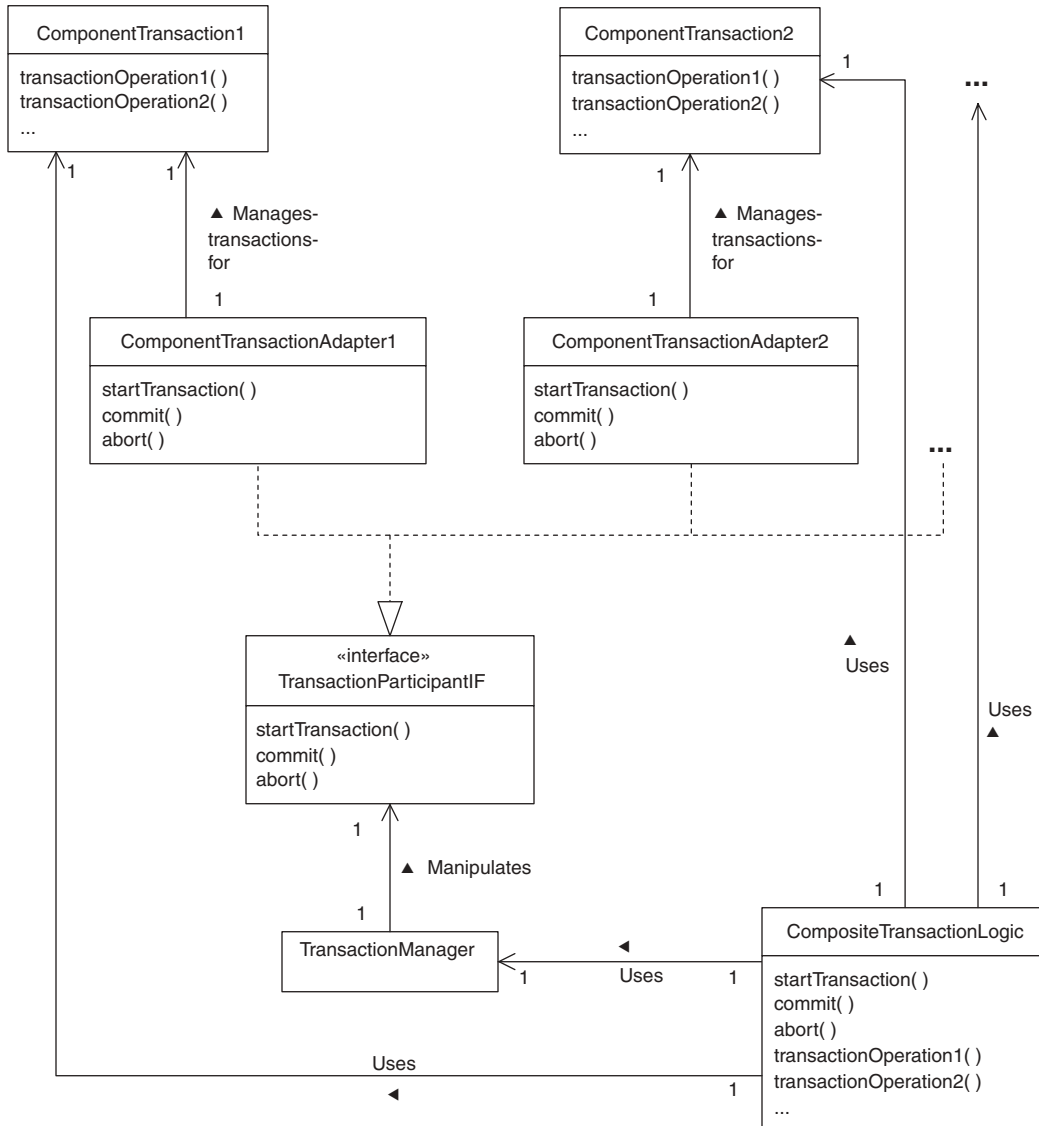 ComponentTransaction1
transactionOperation1( )
transactionOperation2( )
...
ComponentTransaction2
transactionOperation1( )
transactionOperation2( )
...
1
...
1
1
1
▲ Manages-
transactions-
for
▲ Manages-
transactions-
for
1
1
ComponentTransactionAdapter1
startTransaction( )
commit( )
abort( )
ComponentTransactionAdapter2
startTransaction( )
commit( )
abort( )
...
«interface»
TransactionParticipantIF
startTransaction( )
commit( )
abort( )
▲
Uses
Uses
▲
1
▲ Manipulates
1
TransactionManager
1
1
CompositeTransactionLogic
startTransaction( )
commit( )
abort( )
transactionOperation1( )
transactionOperation2( )
...
◄
Uses
1
1
Uses
◄
1